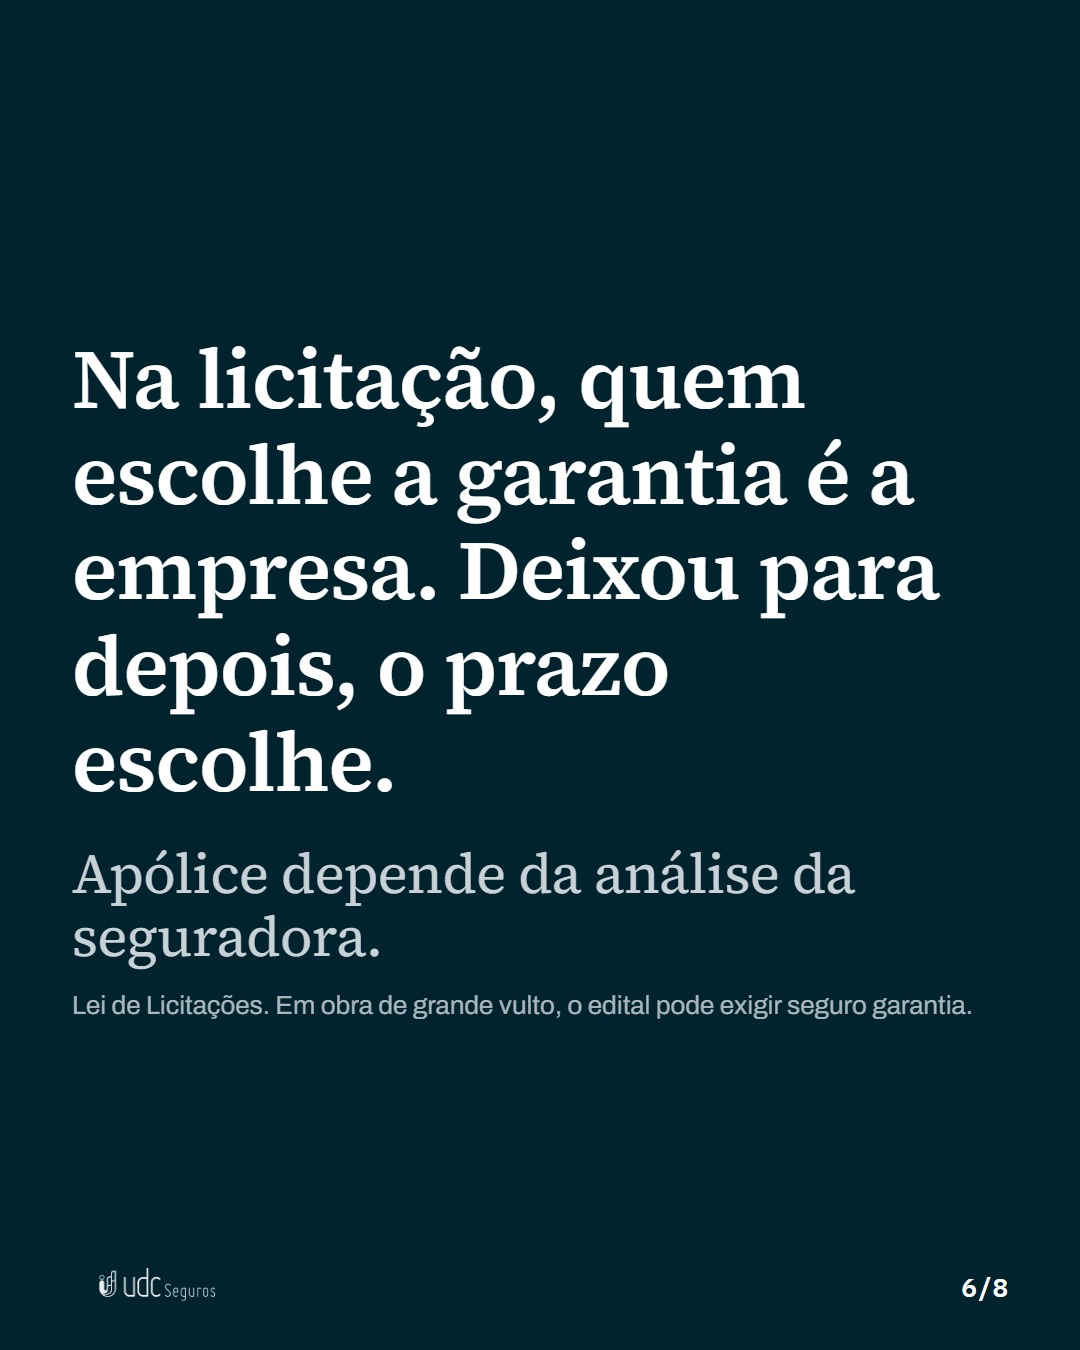 Na licitação, quem
escolhe a garantia é a
empresa. Deixou para
depois, o prazo
escolhe.
Apólice depende da análise da
seguradora.
Lei de Licitações. Em obra de grande vulto, o edital pode exigir seguro garantia.
udc Seguros
6/8